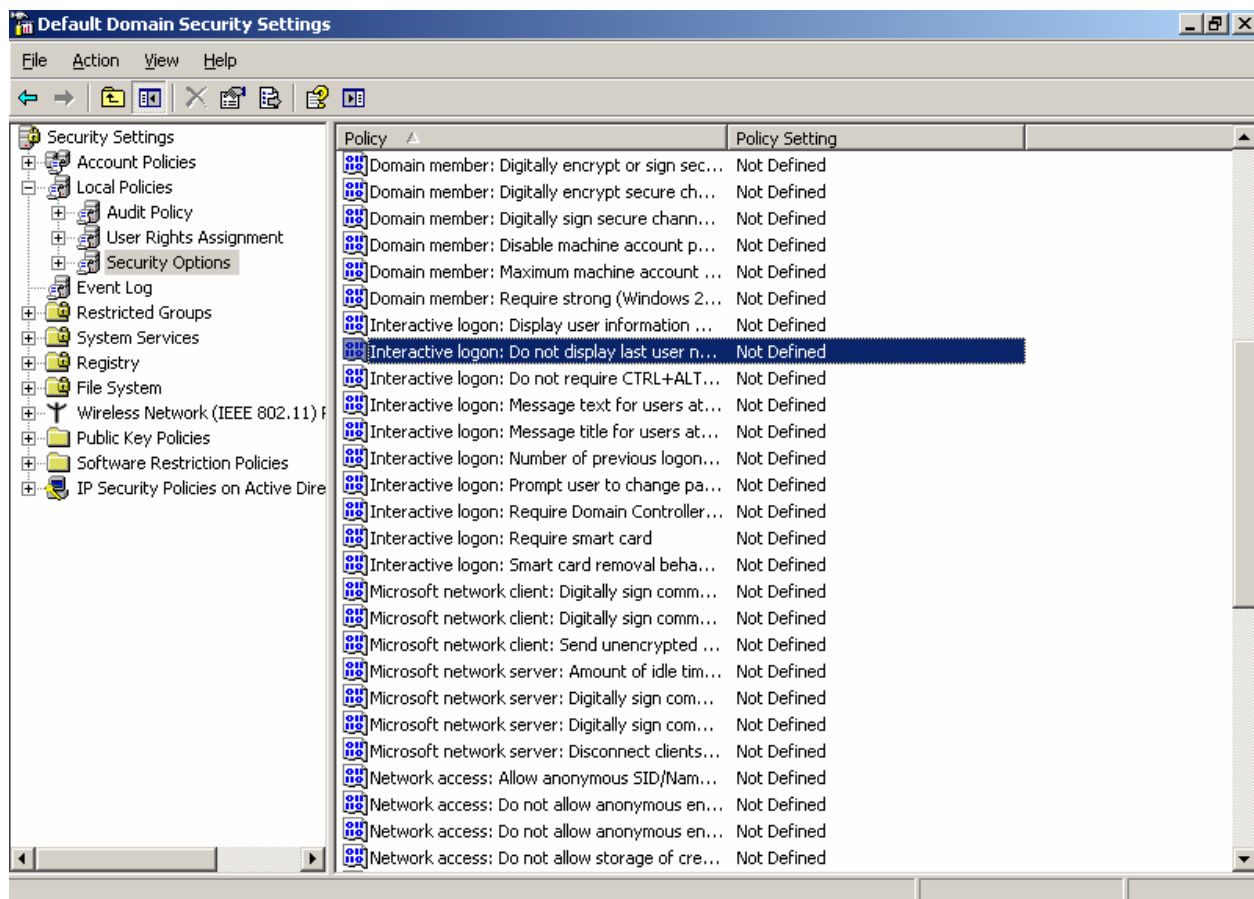 Default Domain Security Settings
File Action View Help
Security Settings
Account Policies
Local Policies
Audit Policy
User Rights Assignment
Security Options
Event Log
Restricted Groups
System Services
Registry
File System
Wireless Network (IEEE 802.11) P
Public Key Policies
Software Restriction Policies
IP Security Policies on Active Dire
Policy Policy Setting
Domain member: Digitally encrypt or sign sec... Not Defined
Domain member: Digitally encrypt secure ch... Not Defined
Domain member: Digitally sign secure chann... Not Defined
Domain member: Disable machine account p... Not Defined
Domain member: Maximum machine account ... Not Defined
Domain member: Require strong (Windows 2... Not Defined
Interactive logon: Display user information ... Not Defined
Interactive logon: Do not display last user n... Not Defined
Interactive logon: Do not require CTRL+ALT... Not Defined
Interactive logon: Message text for users at... Not Defined
Interactive logon: Message title for users at... Not Defined
Interactive logon: Number of previous logon... Not Defined
Interactive logon: Prompt user to change pa... Not Defined
Interactive logon: Require Domain Controller... Not Defined
Interactive logon: Require smart card Not Defined
Interactive logon: Smart card removal beha... Not Defined
Microsoft network client: Digitally sign comm... Not Defined
Microsoft network client: Digitally sign comm... Not Defined
Microsoft network client: Send unencrypted ... Not Defined
Microsoft network server: Amount of idle tim... Not Defined
Microsoft network server: Digitally sign com... Not Defined
Microsoft network server: Digitally sign com... Not Defined
Microsoft network server: Disconnect clients... Not Defined
Network access: Allow anonymous SID/Nam... Not Defined
Network access: Do not allow anonymous en... Not Defined
Network access: Do not allow anonymous en... Not Defined
Network access: Do not allow storage of cre... Not Defined